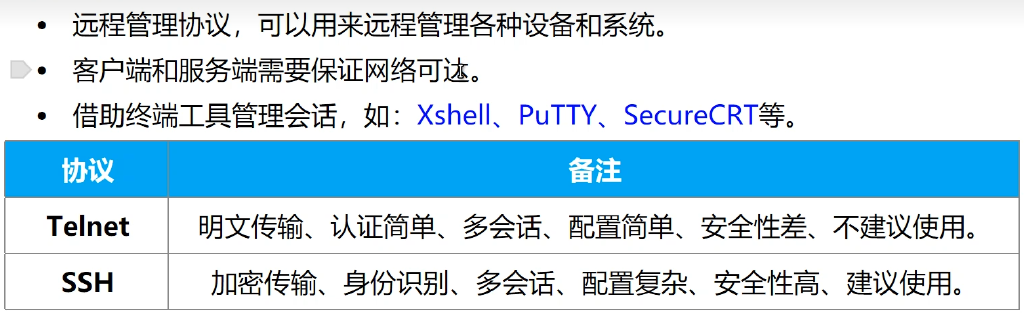 • 远程管理协议，可以用来远程管理各种设备和系统。
• 客户端和服务端需要保证网络可达。
• 借助终端工具管理会话，如：Xshell、PuTTY、SecureCRT等。
协议 备注
Telnet 明文传输、认证简单、多会话、配置简单、安全性差、不建议使用。
SSH 加密传输、身份识别、多会话、配置复杂、安全性高、建议使用。